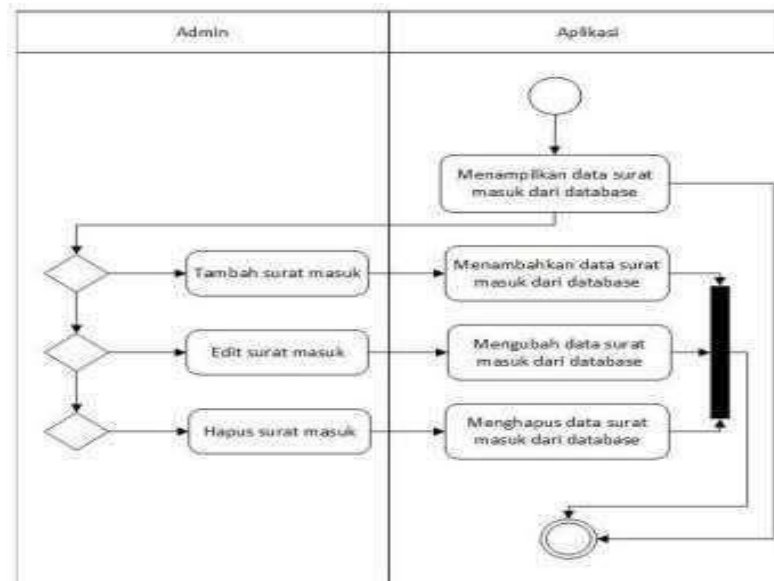 Admin
Aplikasi
Menampilkan data surat
masuk dari database
Tambah surat masuk
Menambahkan data surat
masuk dari database
Edit surat masuk
Mengubah data surat
masuk dari database
Hapus surat masuk
Menghapus data surat
masuk dari database